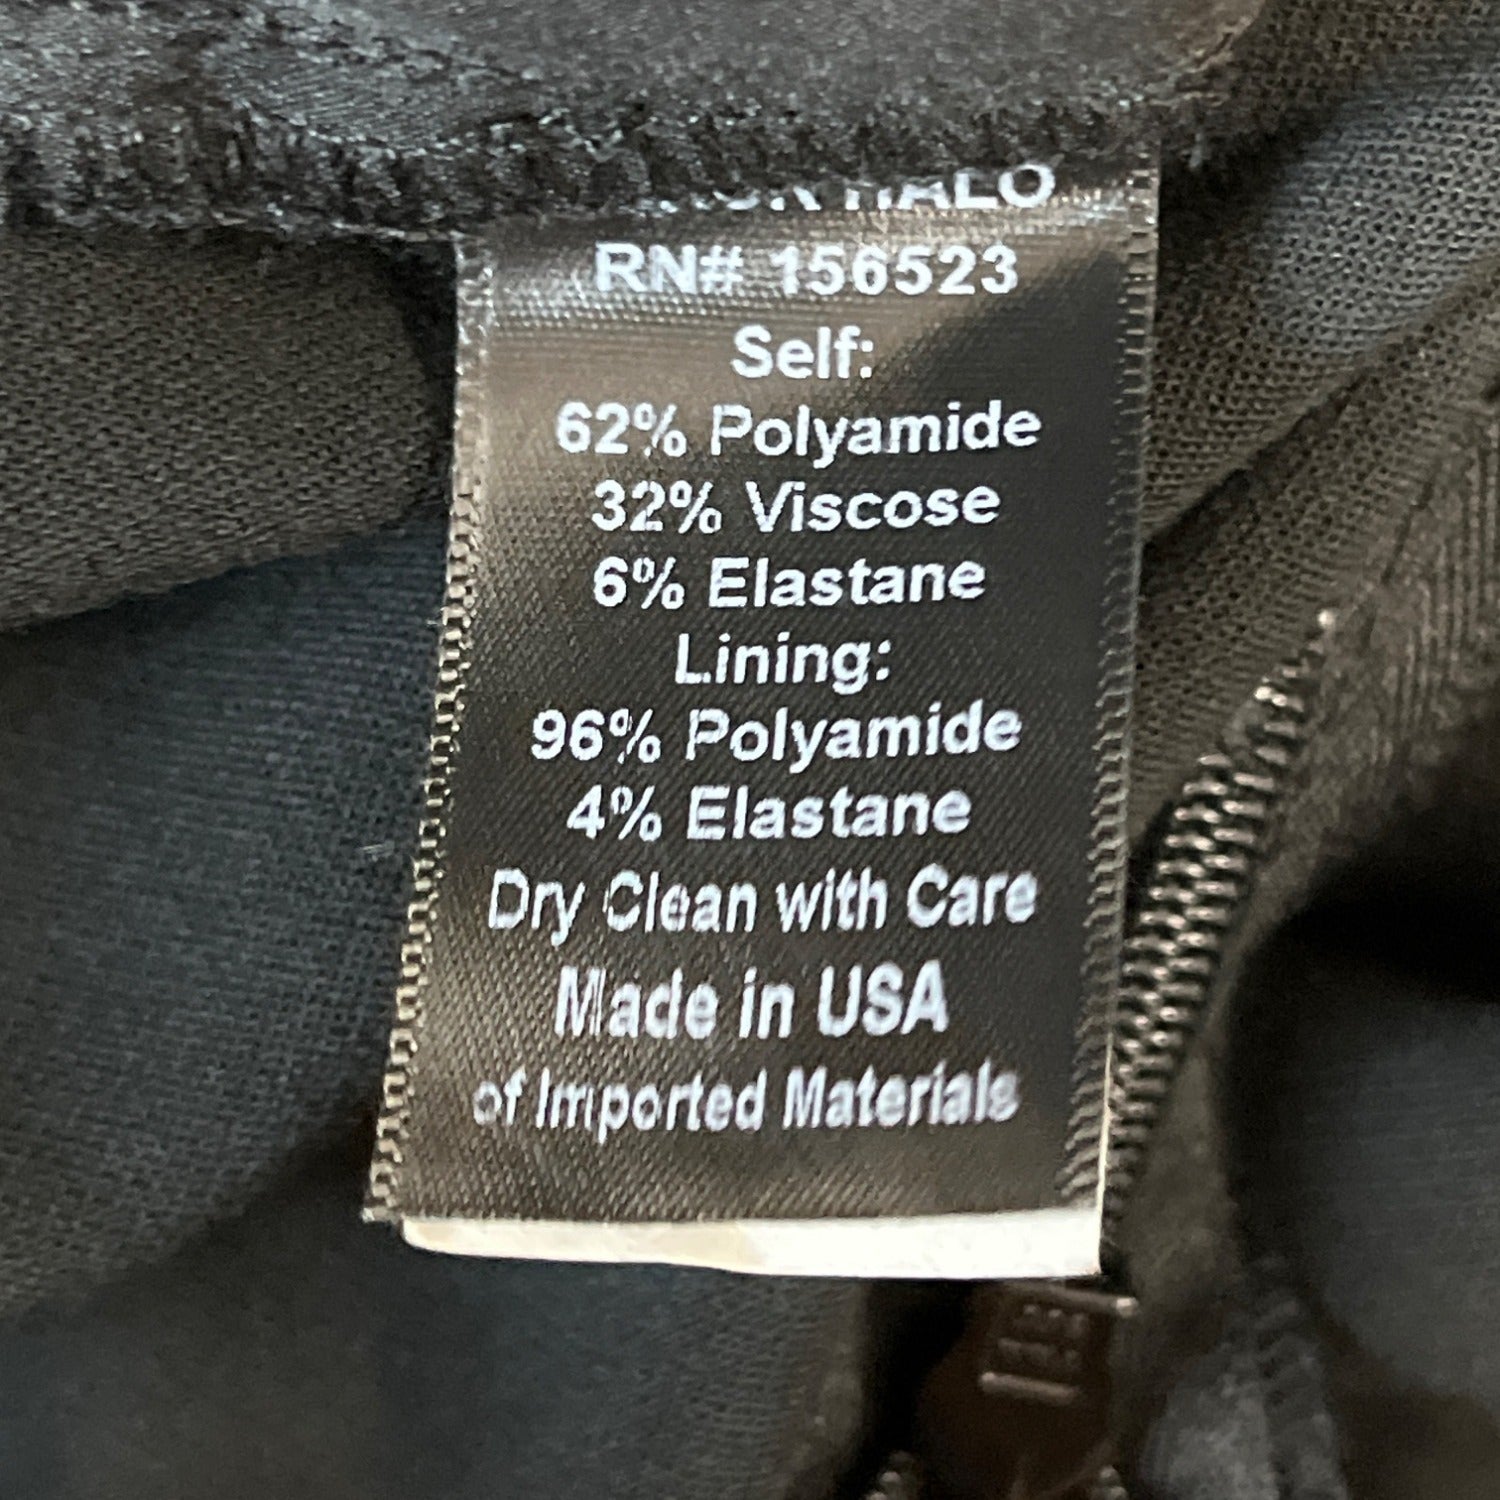 HALO
RN# 156523
Self:
62% Polyamide
32% Viscose
6% Elastane
Lining:
96% Polyamide
4% Elastane
Dry Clean with Care
Made in USA
of Imported Materials